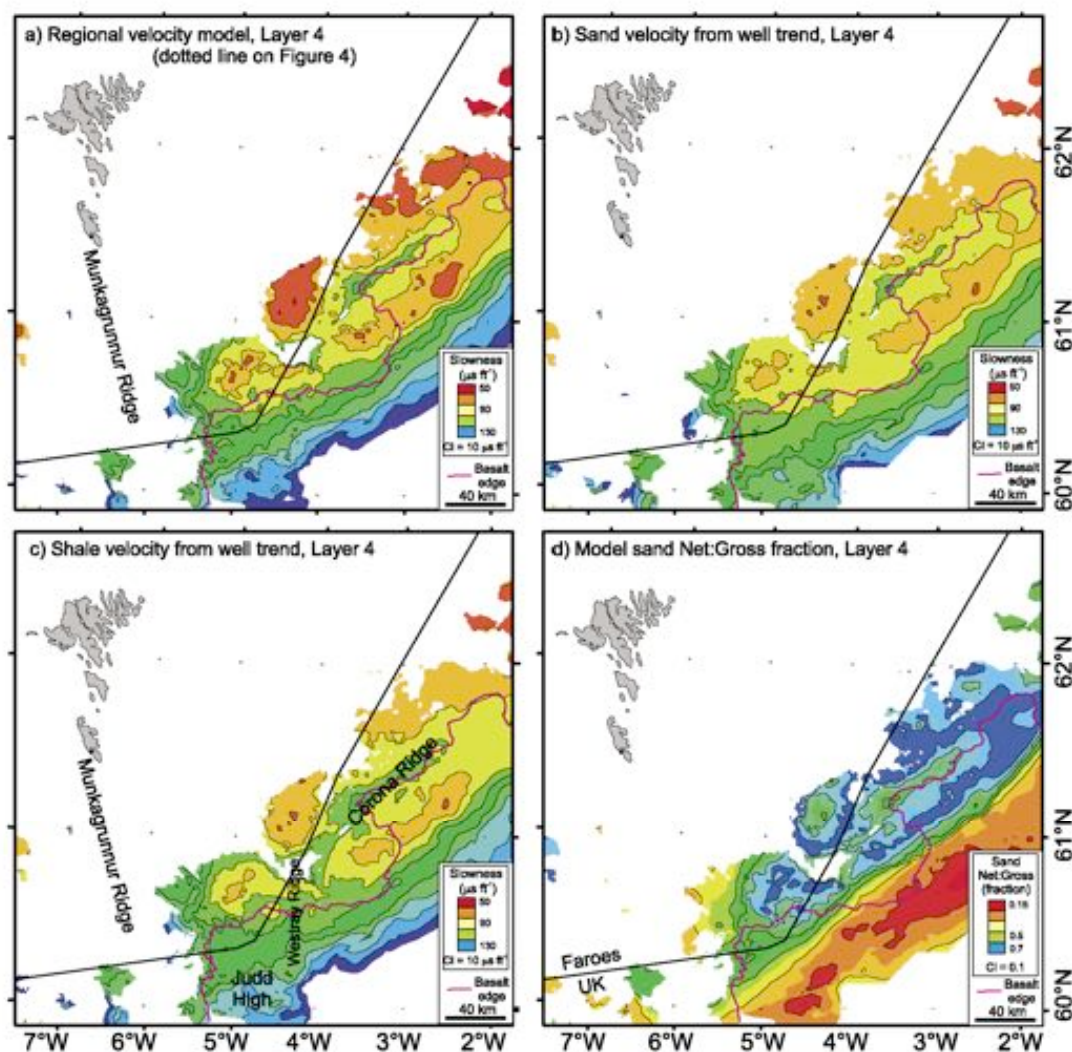 a) Regional velocity model, Layer 4
(dotted line on Figure 4)
Munkagrunnur Ridge
Slowness
(µs ft⁻¹)
50
90
130
CI = 10 µs ft⁻¹
Basalt
edge
40 km
b) Sand velocity from well trend, Layer 4
Slowness
(µs ft⁻¹)
50
90
130
CI = 10 µs ft⁻¹
Basalt
edge
40 km
62°N
61°N
60°N
c) Shale velocity from well trend, Layer 4
Munkagrunnur Ridge
Corona Ridge
Westray Ridge
Judd
High
Slowness
(µs ft⁻¹)
50
90
130
CI = 10 µs ft⁻¹
Basalt
edge
40 km
7°W 6°W 5°W 4°W 3°W 2°W
d) Model sand Net:Gross fraction, Layer 4
Faroes
UK
Sand
Net:Gross
(fraction)
0.15
0.5
0.7
CI = 0.1
Basalt
edge
40 km
62°N
61°N
60°N
7°W 6°W 5°W 4°W 3°W 2°W